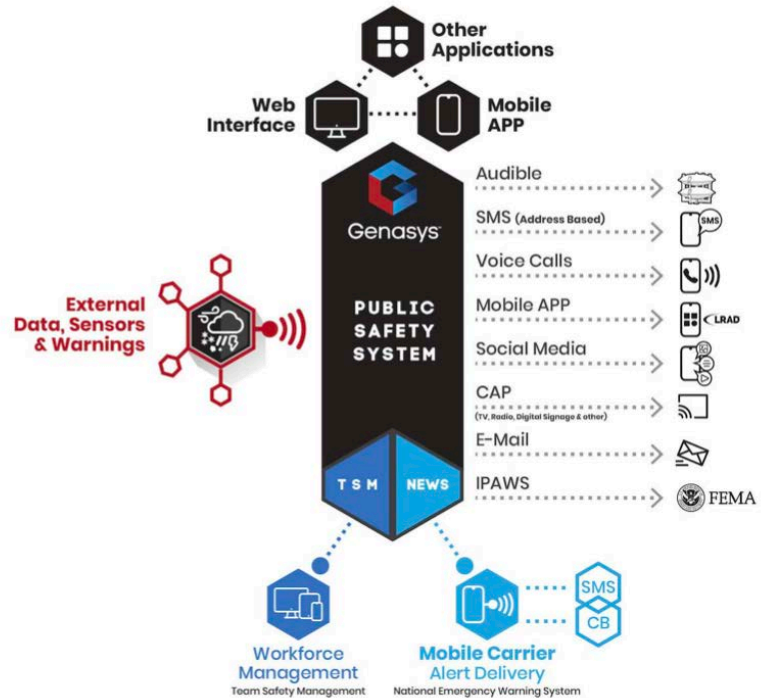 Other
Applications
Web
Interface
Mobile
APP
Genasys
PUBLIC
SAFETY
SYSTEM
External
Data, Sensors
& Warnings
Audible
SMS (Address Based)
SMS
Voice Calls
Mobile APP
LRAD
Social Media
CAP
(TV, Radio, Digital Signage & other)
E-Mail
IPAWS
FEMA
TSM
NEWS
Workforce
Management
Team Safety Management
Mobile Carrier
Alert Delivery
National Emergency Warning System
SMS
CB